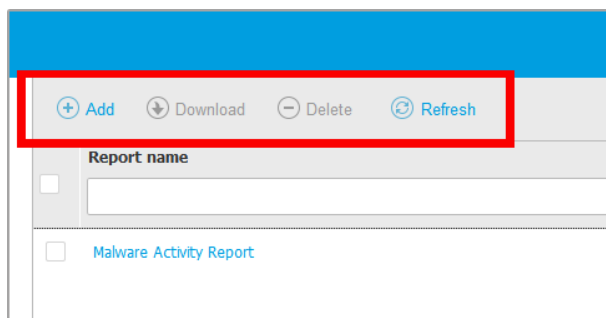 Add Download Delete Refresh
Report name
Malware Activity Report